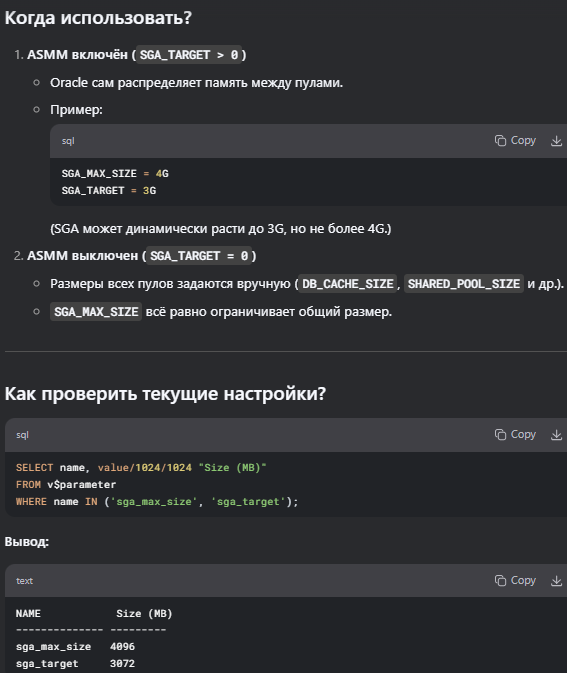 Когда использовать?
1. ASMM включён ( SGA_TARGET > 0 )
Oracle сам распределяет память между пулами.
Пример:
sql
Copy
SGA_MAX_SIZE = 4G
SGA_TARGET = 3G
(SGA может динамически расти до 3G, но не более 4G.)
2. ASMM выключен ( SGA_TARGET = 0 )
Размеры всех пулов задаются вручную ( DB_CACHE_SIZE , SHARED_POOL_SIZE и др.).
SGA_MAX_SIZE всё равно ограничивает общий размер.
Как проверить текущие настройки?
sql
Copy
SELECT name, value/1024/1024 "Size (MB)"
FROM v$parameter
WHERE name IN ('sga_max_size', 'sga_target');
Вывод:
text
Copy
NAME Size (MB)
-------------- ---------
sga_max_size 4096
sga_target 3072